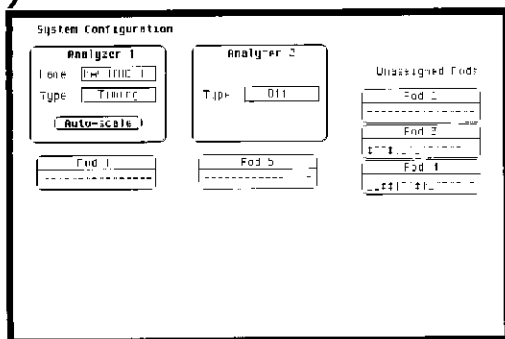 System Configuration
Analyzer 1
Type Timing
Auto-Scale
Pod 1
Analyzer 2
Type Off
Pod 5
Unassigned Pods
Pod 2
Pod 3
Pod 4